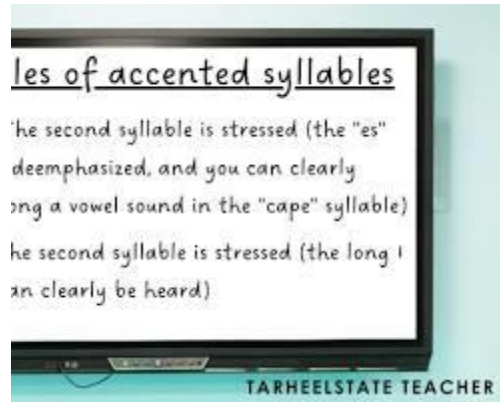 les of accented syllables
he second syllable is stressed (the "es"
deemphasized, and you can clearly
ong a vowel sound in the "cape" syllable)
he second syllable is stressed (the long i
an clearly be heard)
TARHEELSTATE TEACHER